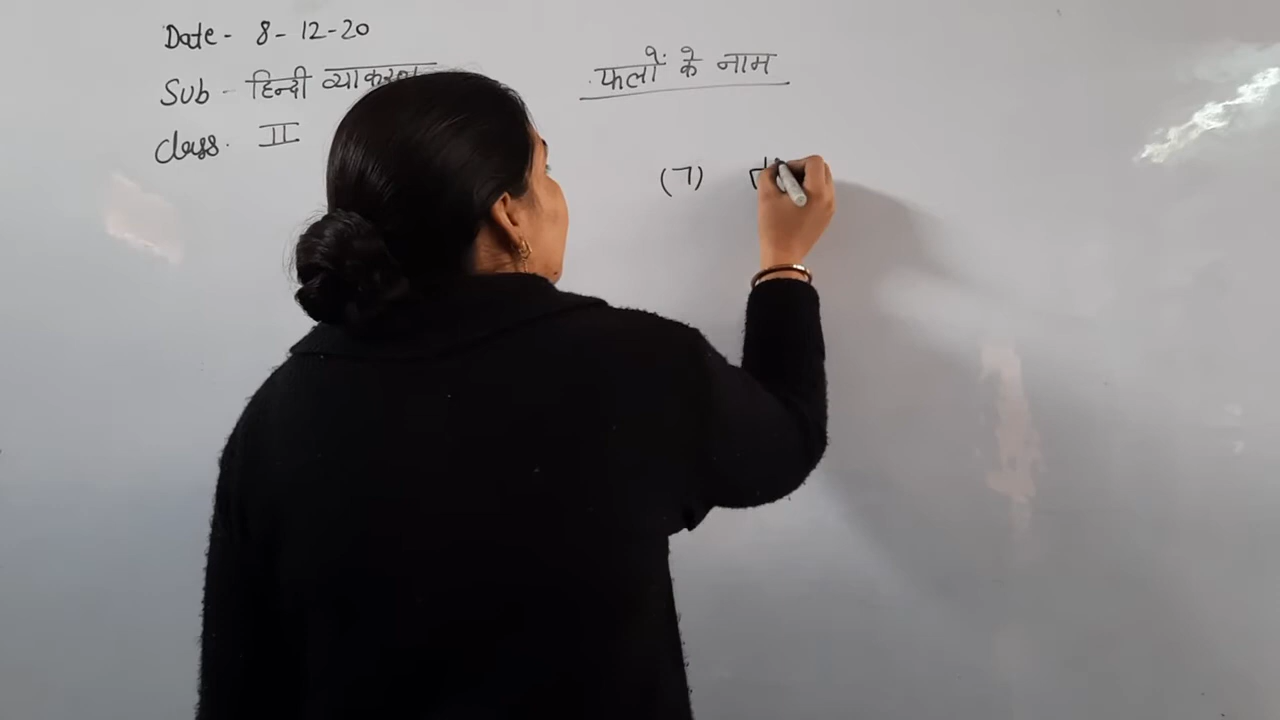 Date- 8-12-20
Sub - हिन्दी व्याकरण
Class. II
फलों के नाम
(7)